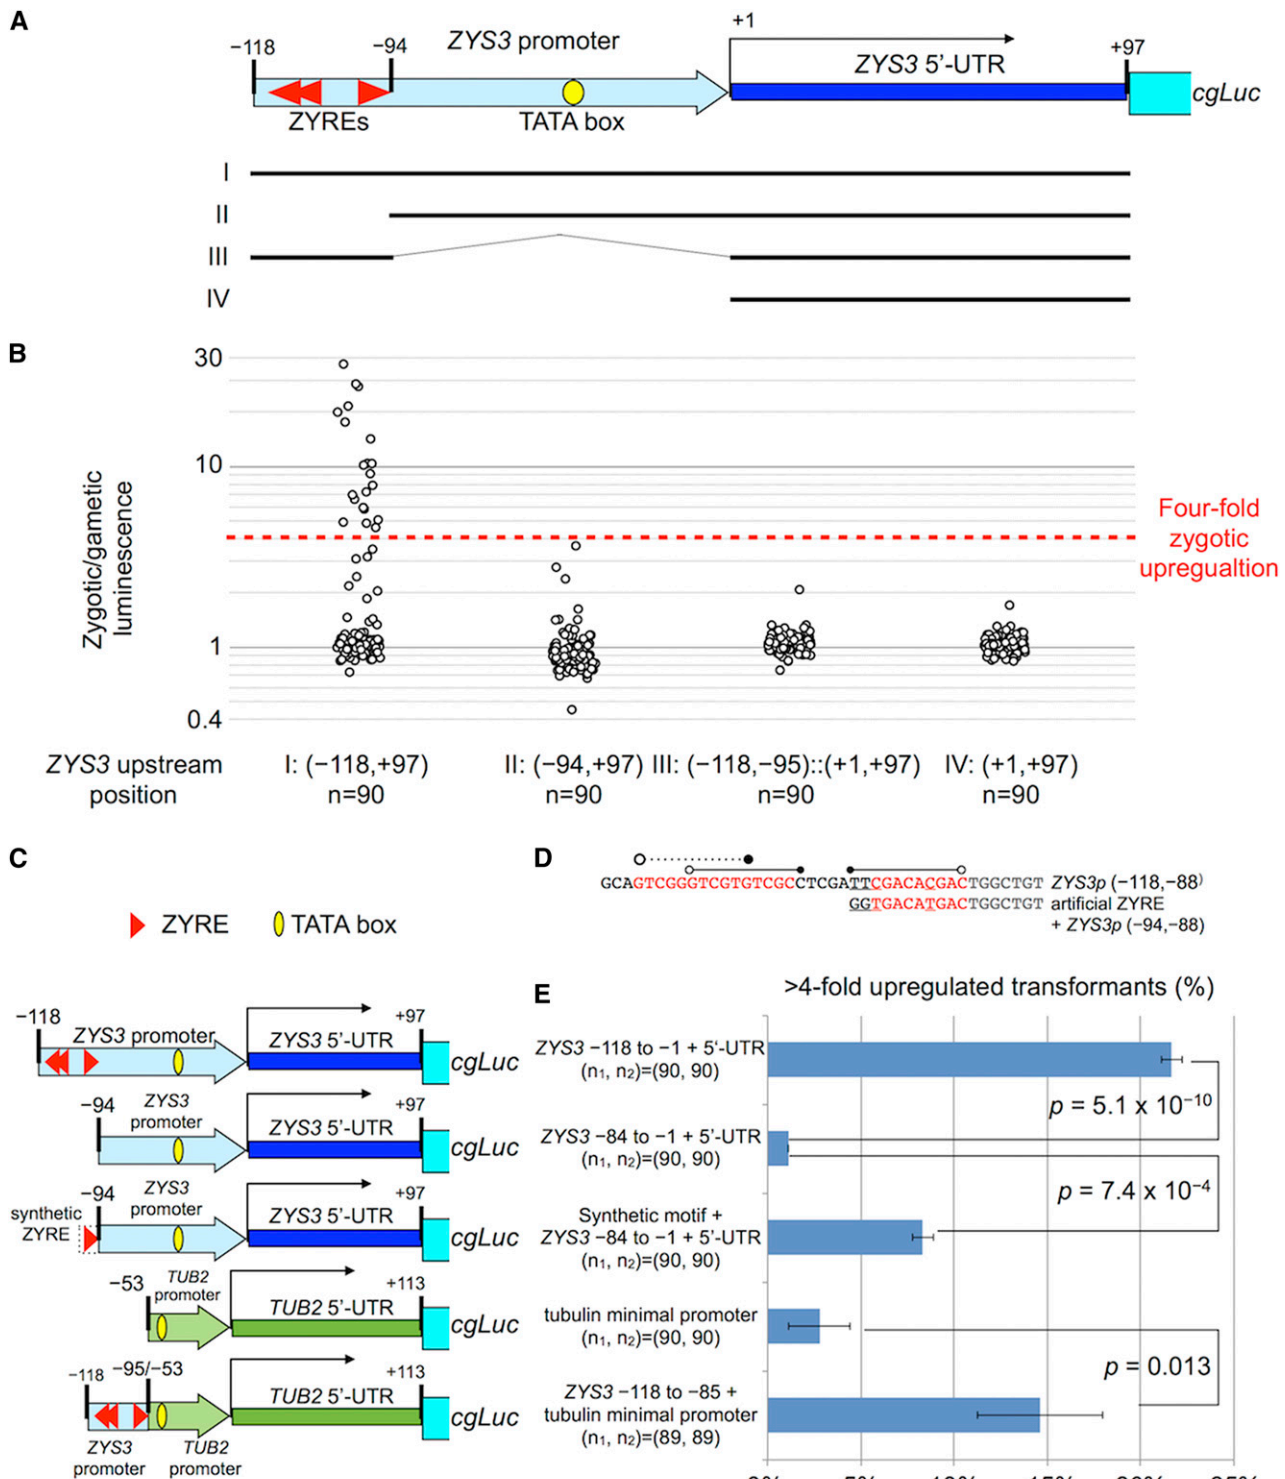 A
−118
−94
ZYS3 promoter
+1
ZYS3 5'-UTR
+97
cgLuc
ZYREs
TATA box
I
II
III
IV
B
30
10
1
0.4
Zygotic/gametic
luminescence
Four-fold
zygotic
upregualtion
ZYS3 upstream
position
I: (−118,+97)
n=90
II: (−94,+97)
n=90
III: (−118,−95)::(+1,+97)
n=90
IV: (+1,+97)
n=90
C
ZYRE
TATA box
−118
ZYS3 promoter
ZYS3 5'-UTR
+97
cgLuc
−94
ZYS3
promoter
ZYS3 5'-UTR
+97
cgLuc
synthetic
ZYRE
−94
ZYS3
promoter
ZYS3 5'-UTR
+97
cgLuc
−53
TUB2
promoter
TUB2 5'-UTR
+113
cgLuc
−118
−95/−53
TUB2 5'-UTR
+113
cgLuc
ZYS3
promoter
TUB2
promoter
D
GCAGTCGGGTCGTGTCGCCTCGATTCGACACGACTGGCTGT ZYS3p (−118,−88)
GGTGACATGACTGGCTGT artificial ZYRE
+ ZYS3p (−94,−88)
E
>4-fold upregulated transformants (%)
ZYS3 −118 to −1 + 5'-UTR
(n1, n2)=(90, 90)
ZYS3 −84 to −1 + 5'-UTR
(n1, n2)=(90, 90)
Synthetic motif +
ZYS3 −84 to −1 + 5'-UTR
(n1, n2)=(90, 90)
tubulin minimal promoter
(n1, n2)=(90, 90)
ZYS3 −118 to −85 +
tubulin minimal promoter
(n1, n2)=(89, 89)
p = 5.1 x 10−10
p = 7.4 x 10−4
p = 0.013